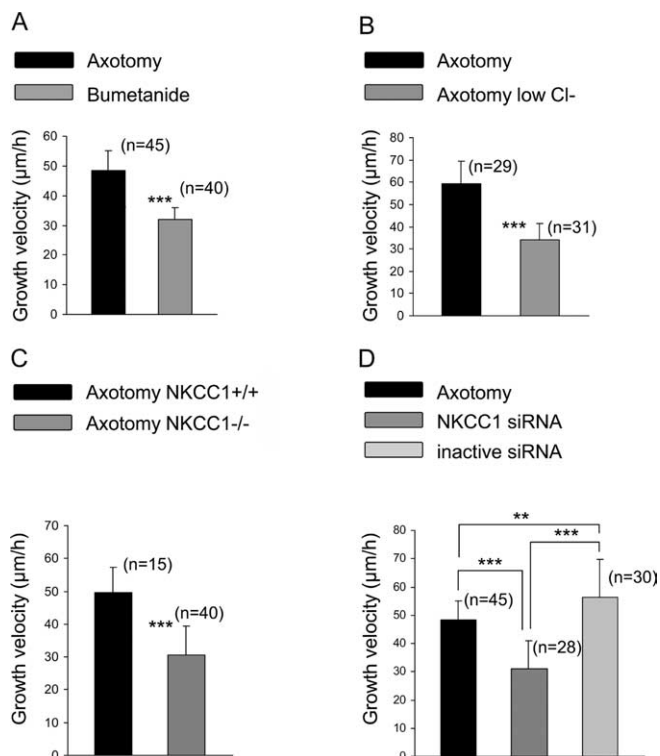 A
Axotomy
Bumetanide
Growth velocity (µm/h)
60
50
40
30
20
10
0
(n=45)
***
(n=40)
B
Axotomy
Axotomy low Cl-
Growth velocity (µm/h)
80
70
60
50
40
30
20
10
0
(n=29)
***
(n=31)
C
Axotomy NKCC1+/+
Axotomy NKCC1-/-
Growth velocity (µm/h)
70
60
50
40
30
20
10
0
(n=15)
***
(n=40)
D
Axotomy
NKCC1 siRNA
inactive siRNA
Growth velocity (µm/h)
80
70
60
50
40
30
20
10
0
**
***
***
(n=45)
(n=28)
(n=30)